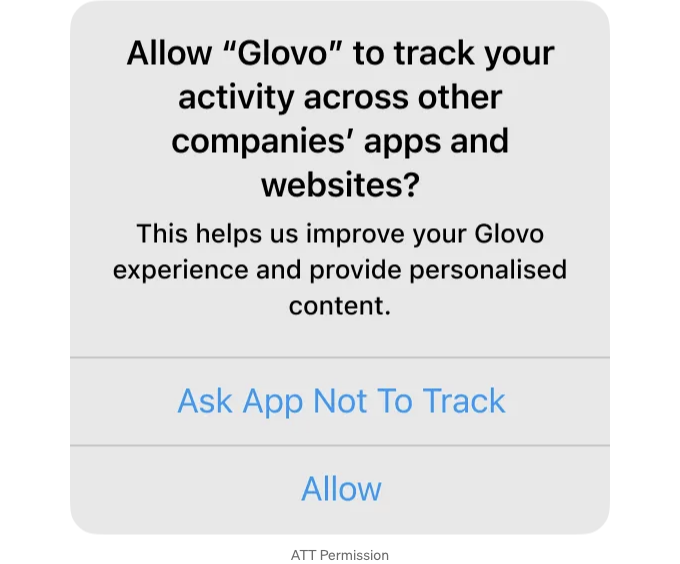 Allow “Glovo” to track your
activity across other
companies’ apps and
websites?
This helps us improve your Glovo
experience and provide personalised
content.
Ask App Not To Track
Allow
ATT Permission